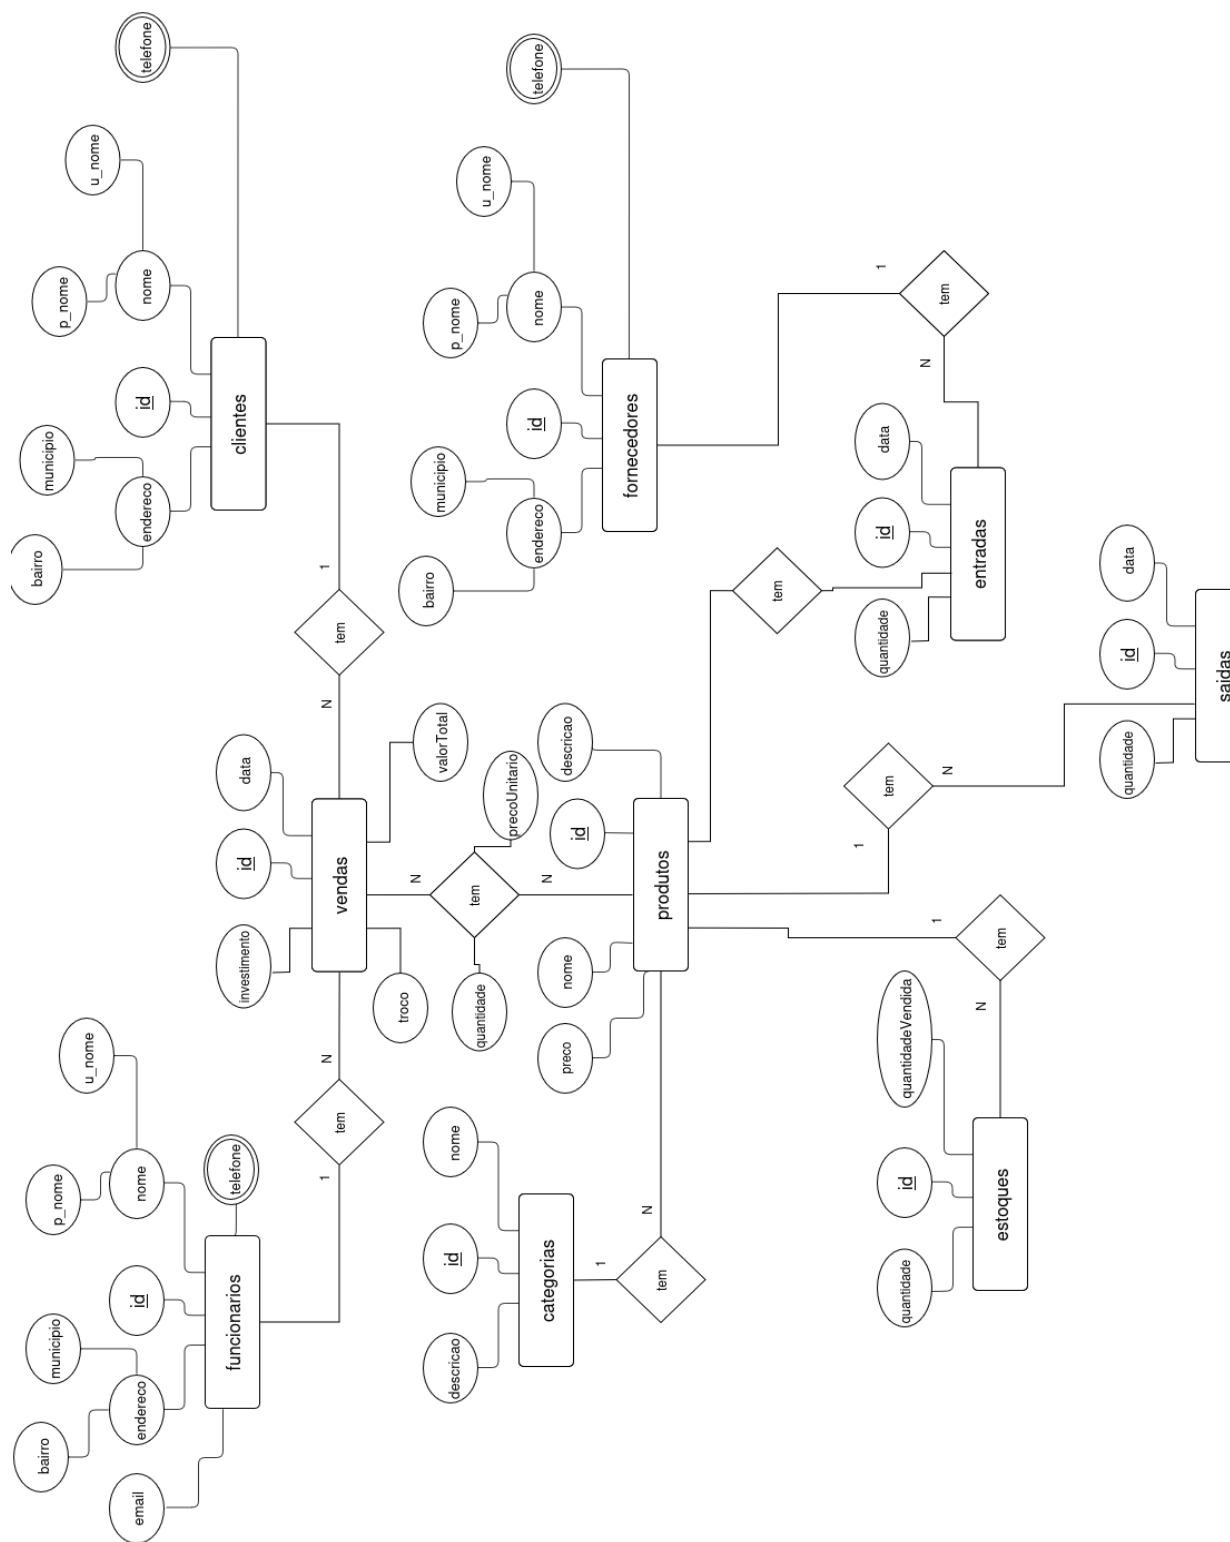 bairro
municipio
p_nome
u_nome
bairro
municipio
p_nome
u_nome
email
endereco
id
nome
endereco
id
nome
telefone
funcionarios
telefone
clientes
investimento
id
data
1
tem
N
vendas
N
tem
1
troco
valorTotal
N
tem
quantidade
precoUnitario
N
bairro
municipio
p_nome
u_nome
endereco
id
nome
telefone
fornecedores
descricao
id
nome
categorias
1
tem
N
preco
nome
id
descricao
produtos
tem
1
tem
N
1
tem
N
1
tem
N
quantidade
id
data
entradas
quantidade
id
quantidadeVendida
estoques
quantidade
id
data
saidas